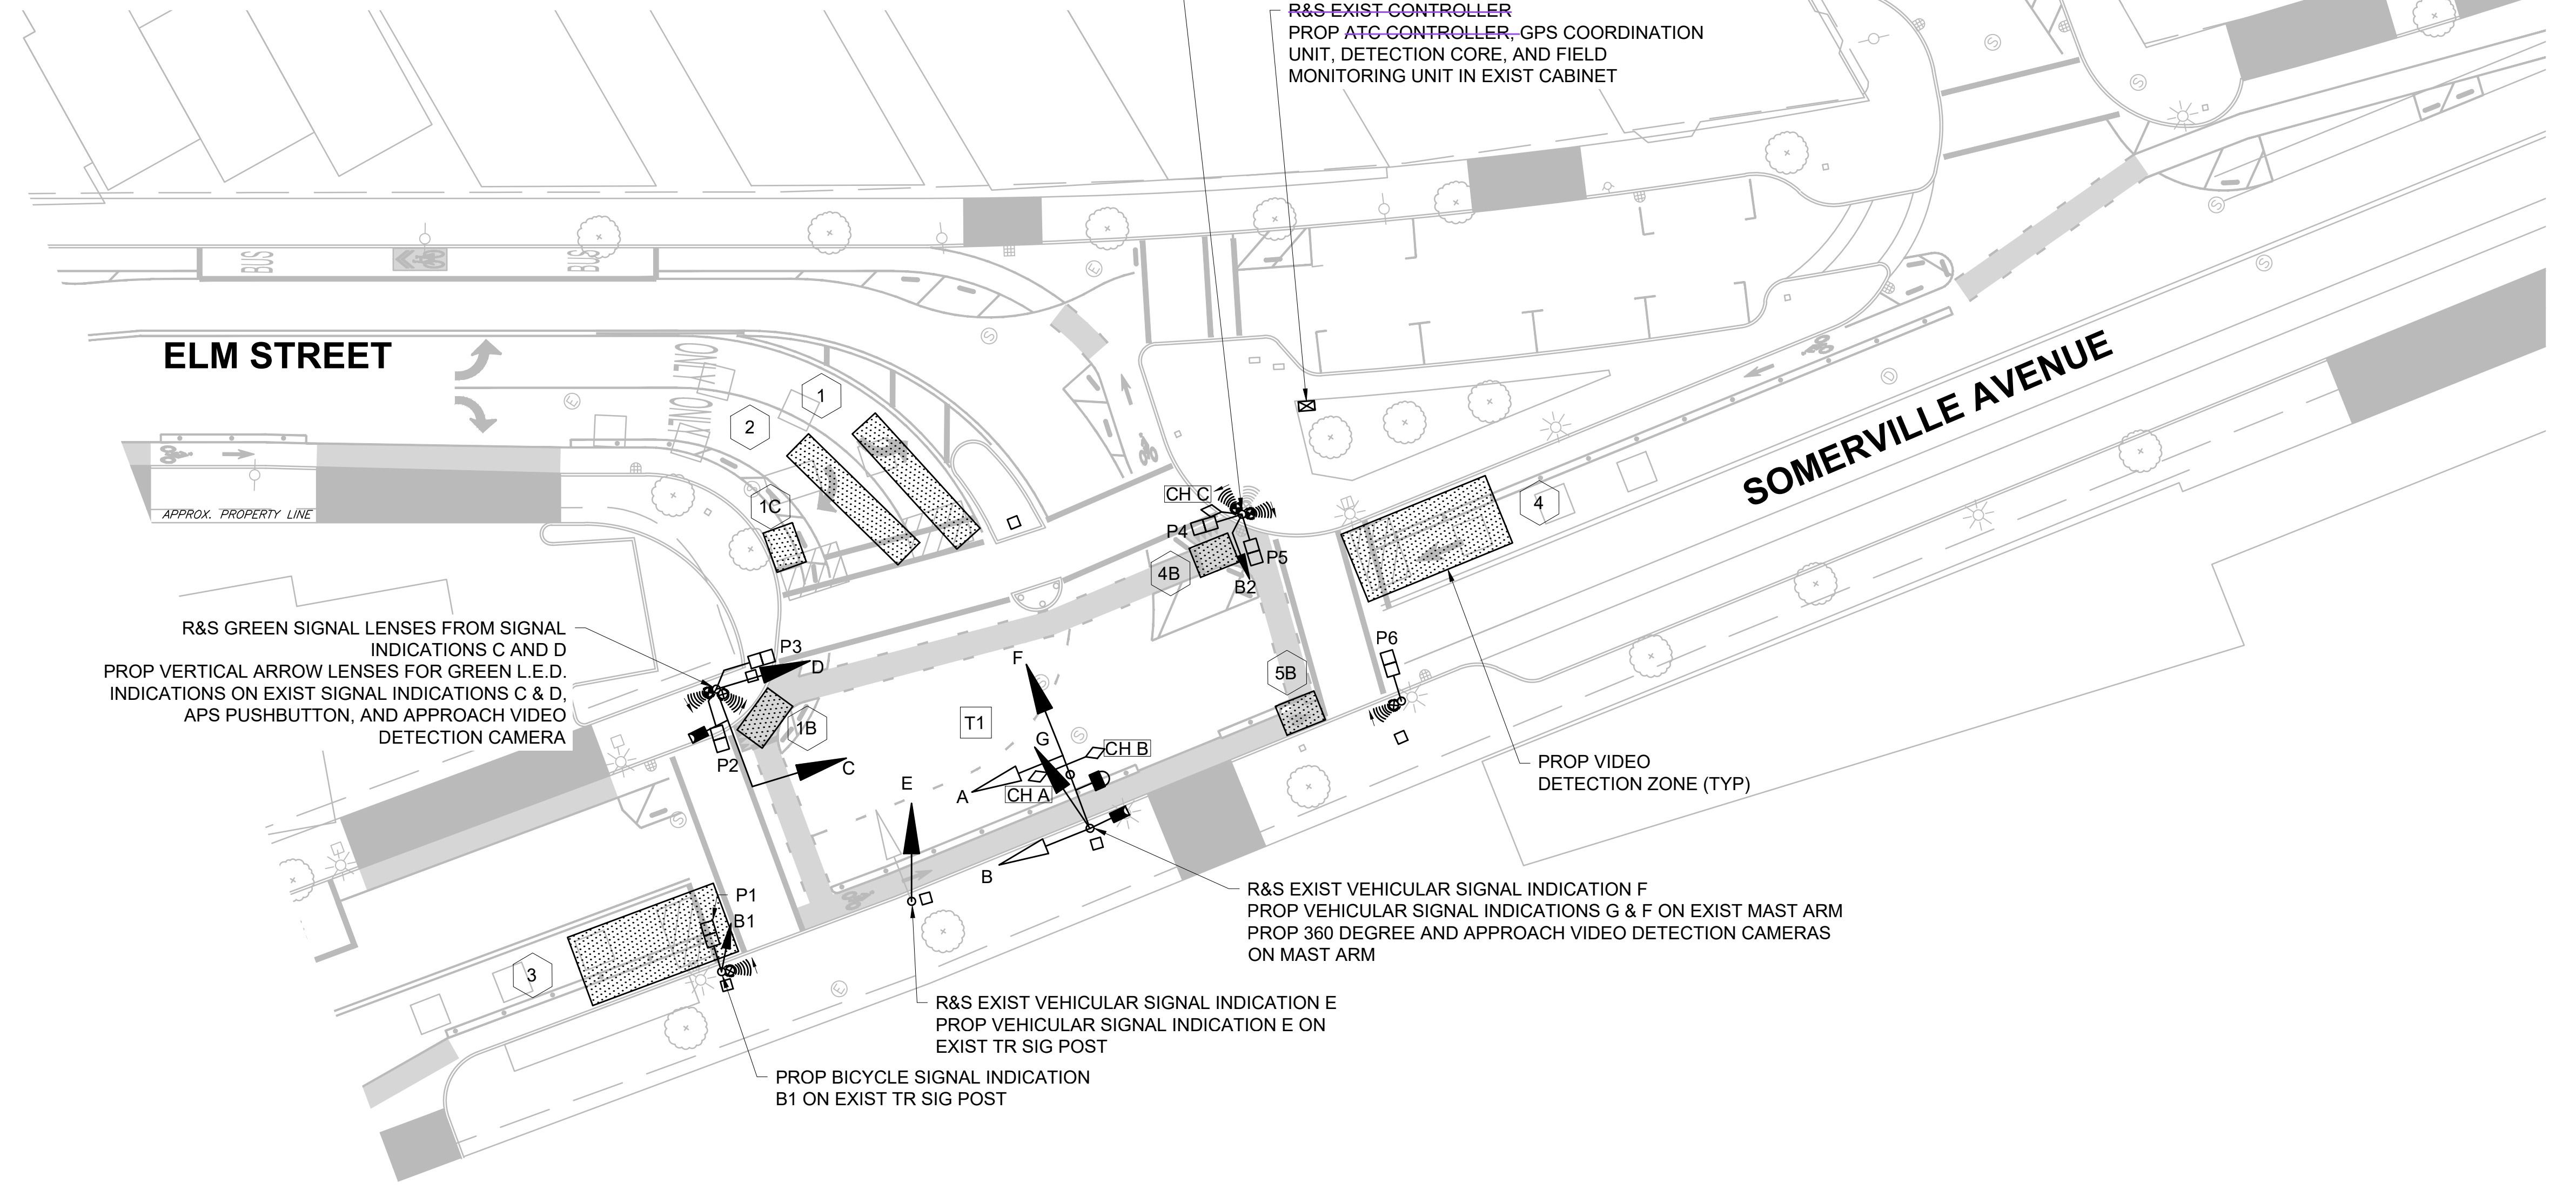 R&S EXIST CONTROLLER
PROP ATC CONTROLLER, GPS COORDINATION
UNIT, DETECTION CORE, AND FIELD
MONITORING UNIT IN EXIST CABINET
BUS
BUS
ELM STREET
ONLY
ONLY
SOMERVILLE AVENUE
1
2
1C
APPROX. PROPERTY LINE
CH C
P4
P5
4B
B2
4
R&S GREEN SIGNAL LENSES FROM SIGNAL
INDICATIONS C AND D
PROP VERTICAL ARROW LENSES FOR GREEN L.E.D.
INDICATIONS ON EXIST SIGNAL INDICATIONS C & D,
APS PUSHBUTTON, AND APPROACH VIDEO
DETECTION CAMERA
P3
D
1B
P2
C
F
T1
G
CH B
A
CH A
E
B
5B
P6
PROP VIDEO
DETECTION ZONE (TYP)
P1
B1
3
R&S EXIST VEHICULAR SIGNAL INDICATION F
PROP VEHICULAR SIGNAL INDICATIONS G & F ON EXIST MAST ARM
PROP 360 DEGREE AND APPROACH VIDEO DETECTION CAMERAS
ON MAST ARM
R&S EXIST VEHICULAR SIGNAL INDICATION E
PROP VEHICULAR SIGNAL INDICATION E ON
EXIST TR SIG POST
PROP BICYCLE SIGNAL INDICATION
B1 ON EXIST TR SIG POST
E
E
E
E
S
S
S
S
S
S
S
S
S
D